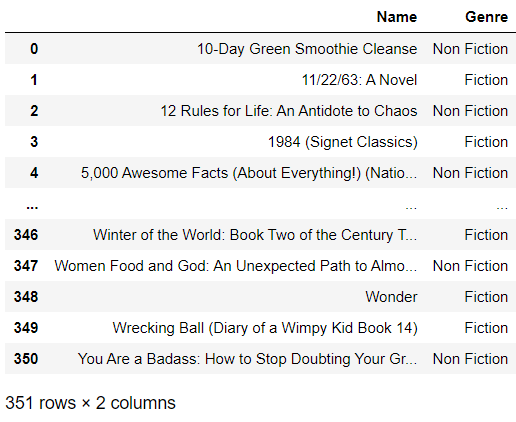 Name Genre
0 10-Day Green Smoothie Cleanse Non Fiction
1 11/22/63: A Novel Fiction
2 12 Rules for Life: An Antidote to Chaos Non Fiction
3 1984 (Signet Classics) Fiction
4 5,000 Awesome Facts (About Everything!) (Natio... Non Fiction
... ... ...
346 Winter of the World: Book Two of the Century T... Fiction
347 Women Food and God: An Unexpected Path to Almo... Non Fiction
348 Wonder Fiction
349 Wrecking Ball (Diary of a Wimpy Kid Book 14) Fiction
350 You Are a Badass: How to Stop Doubting Your Gr... Non Fiction
351 rows × 2 columns